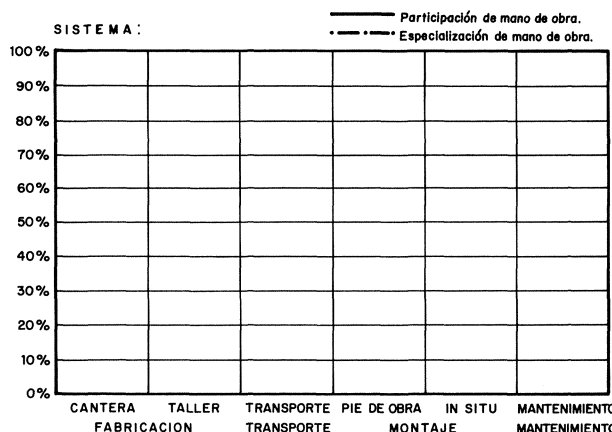 Participación de mano de obra.
SISTEMA:
Especialización de mano de obra.
100%
90%
80%
70%
60%
50%
40%
30%
20%
10%
0%
CANTERA TALLER TRANSPORTE PIE DE OBRA IN SITU MANTENIMIENTO
FABRICACION TRANSPORTE MONTAJE MANTENIMIENTO